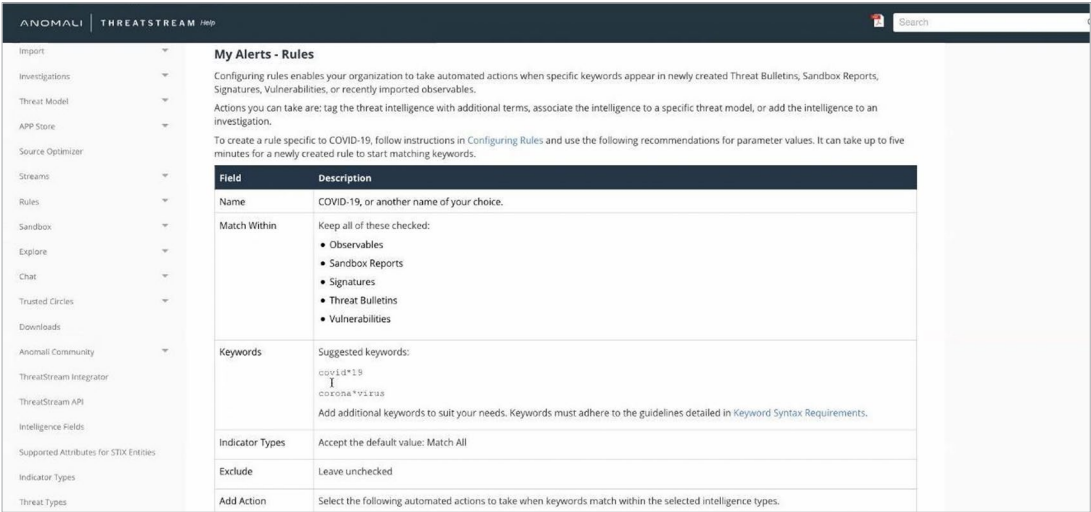 ANOMALI | THREATSTREAM Help
Search
Import
Investigations
Threat Model
APP Store
Source Optimizer
Streams
Rules
Sandbox
Explore
Chat
Trusted Circles
Downloads
Anomali Community
ThreatStream Integrator
ThreatStream API
Intelligence Fields
Supported Attributes for STIX Entities
Indicator Types
Threat Types
My Alerts - Rules
Configuring rules enables your organization to take automated actions when specific keywords appear in newly created Threat Bulletins, Sandbox Reports,
Signatures, Vulnerabilities, or recently imported observables.
Actions you can take are: tag the threat intelligence with additional terms, associate the intelligence to a specific threat model, or add the intelligence to an
investigation.
To create a rule specific to COVID-19, follow instructions in Configuring Rules and use the following recommendations for parameter values. It can take up to five
minutes for a newly created rule to start matching keywords.
Field Description
Name COVID-19, or another name of your choice.
Match Within Keep all of these checked:
• Observables
• Sandbox Reports
• Signatures
• Threat Bulletins
• Vulnerabilities
Keywords Suggested keywords:
covid*19
corona*virus
Add additional keywords to suit your needs. Keywords must adhere to the guidelines detailed in Keyword Syntax Requirements.
Indicator Types Accept the default value: Match All
Exclude Leave unchecked
Add Action Select the following automated actions to take when keywords match within the selected intelligence types.